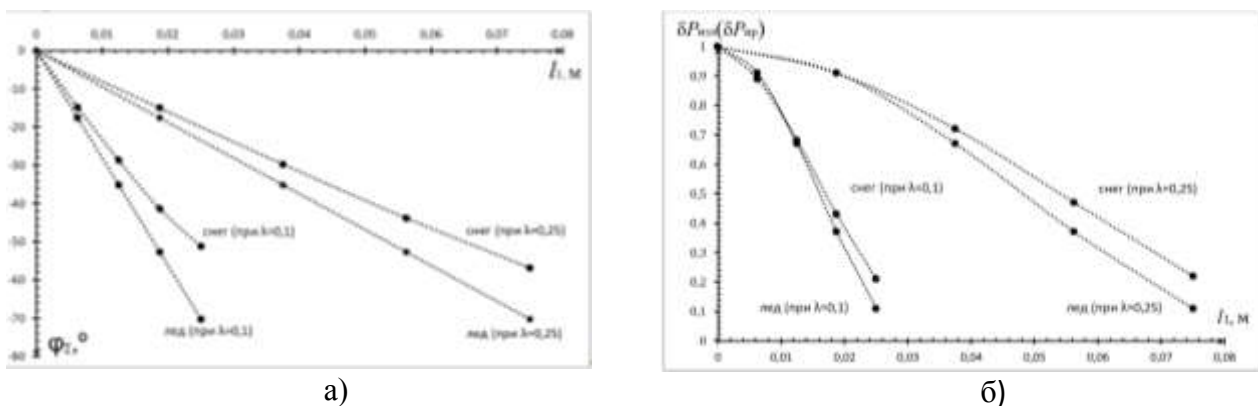 0 0,01 0,02 0,03 0,04 0,05 0,06 0,07 0,08
l₁, м
0
-10
-20
-30
-40
-50
-60
-70
-80
снег (при λ=0,1)
снег (при λ=0,25)
лед (при λ=0,1)
лед (при λ=0,25)
φ₂,°
а)
δPизл(δPпр)
1
0,9
0,8
0,7
0,6
0,5
0,4
0,3
0,2
0,1
0
снег (при λ=0,1)
снег (при λ=0,25)
лед (при λ=0,1)
лед (при λ=0,25)
l₁, м
0 0,01 0,02 0,03 0,04 0,05 0,06 0,07 0,08
б)